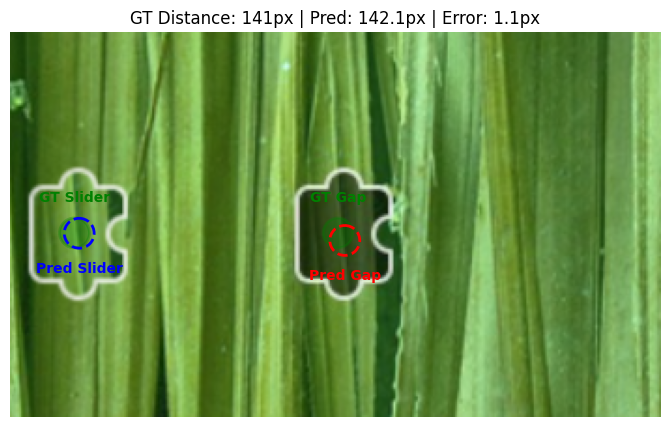 GT Distance: 141px | Pred: 142.1px | Error: 1.1px
GT Slider
GT Gap
Pred Slider
Pred Gap